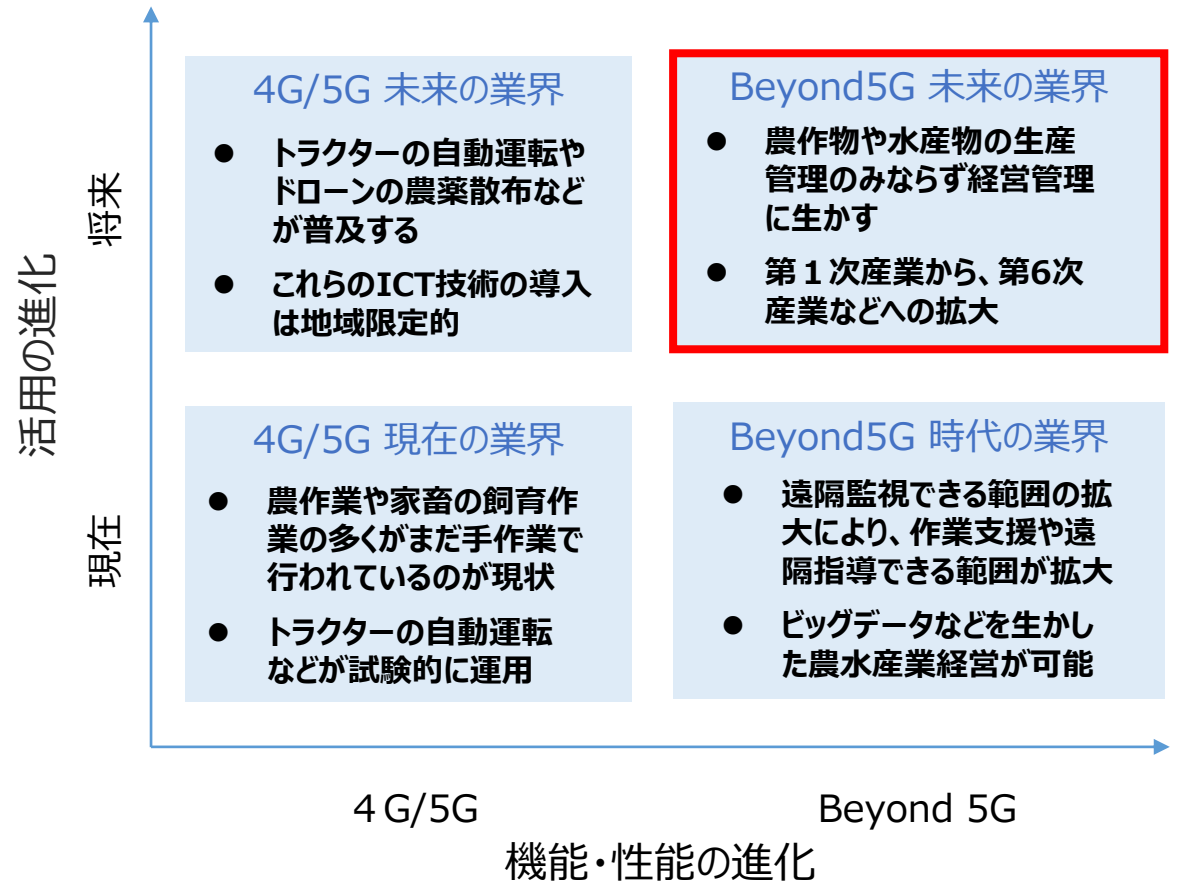 4G/5G 未来の業界
● トラクターの自動運転や
ドローンの農薬散布など
が普及する
● これらのICT技術の導入
は地域限定的
Beyond5G 未来の業界
● 農作物や水産物の生産
管理のみならず経営管理
に生かす
● 第１次産業から、第6次
産業などへの拡大
4G/5G 現在の業界
● 農作業や家畜の飼育作
業の多くがまだ手作業で
行われているのが現状
● トラクターの自動運転
などが試験的に運用
Beyond5G 時代の業界
● 遠隔監視できる範囲の拡
大により、作業支援や遠
隔指導できる範囲が拡大
● ビッグデータなどを生かし
た農水産業経営が可能
活用の進化
将来
現在
４G/5G
Beyond 5G
機能・性能の進化